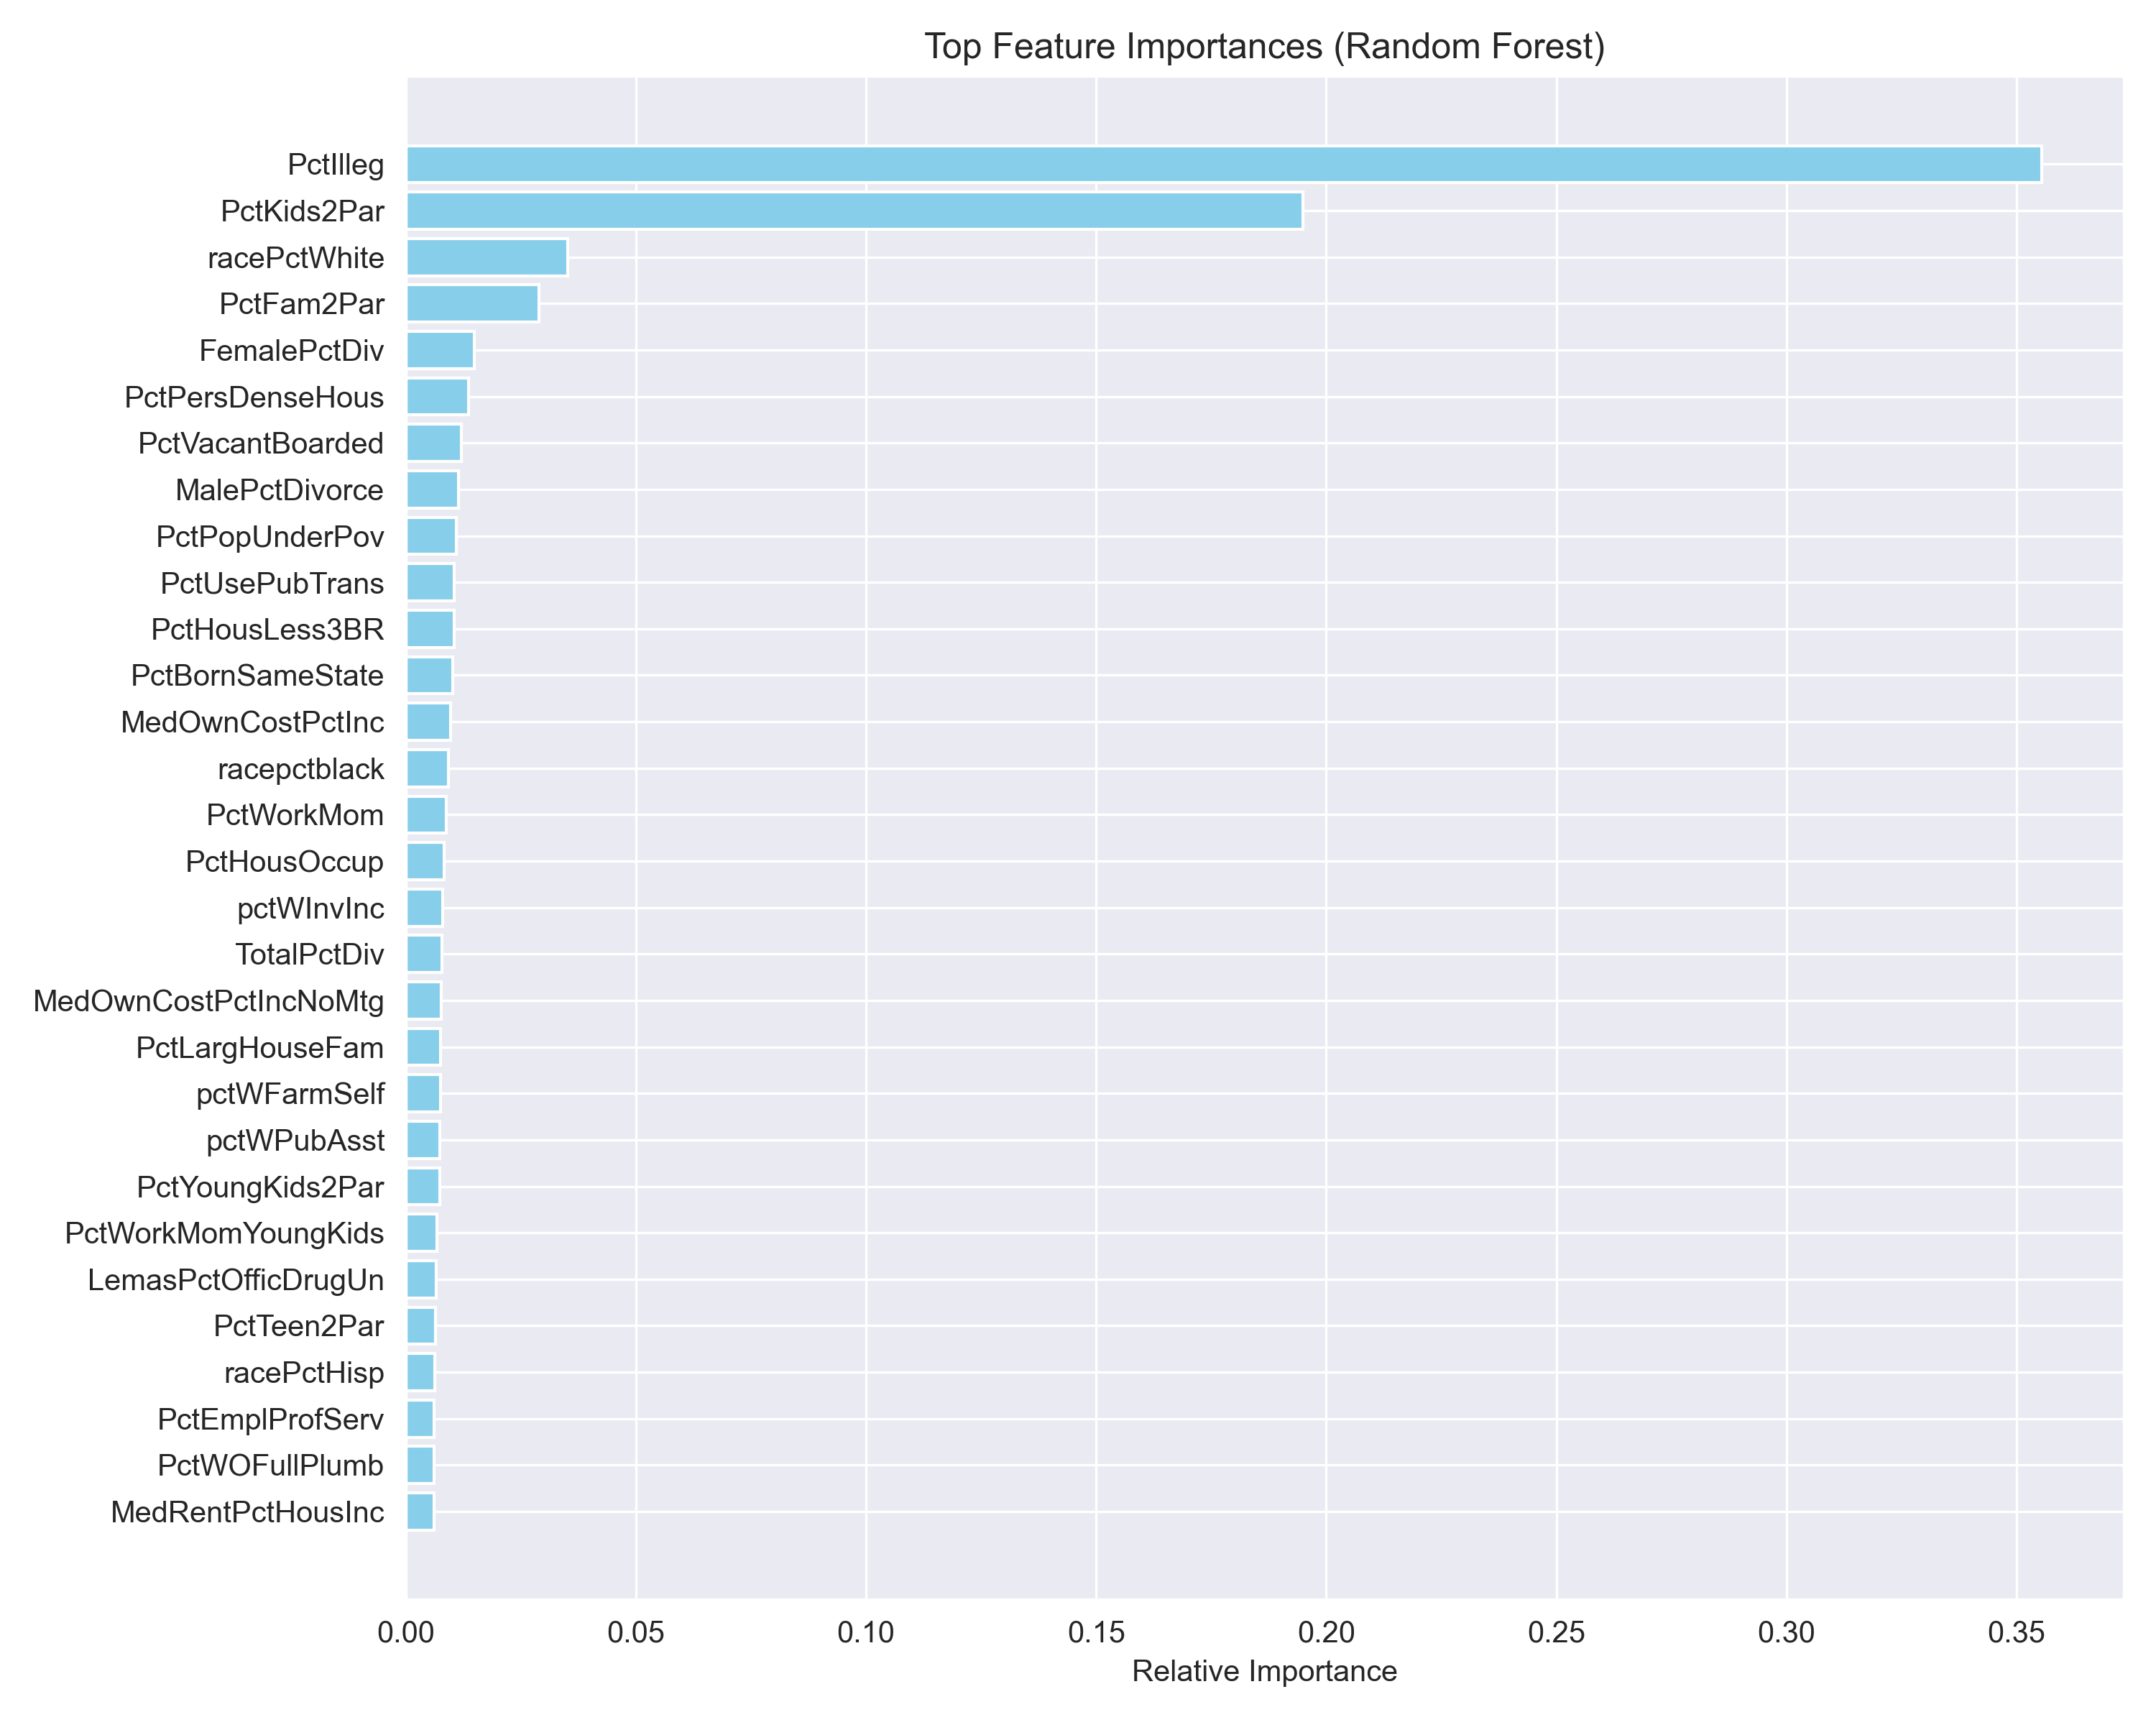 Top Feature Importances (Random Forest)
PctIlleg
PctKids2Par
racePctWhite
PctFam2Par
FemalePctDiv
PctPersDenseHous
PctVacantBoarded
MalePctDivorce
PctPopUnderPov
PctUsePubTrans
PctHousLess3BR
PctBornSameState
MedOwnCostPctInc
racepctblack
PctWorkMom
PctHousOccup
pctWInvInc
TotalPctDiv
MedOwnCostPctIncNoMtg
PctLargHouseFam
pctWFarmSelf
pctWPubAsst
PctYoungKids2Par
PctWorkMomYoungKids
LemasPctOfficDrugUn
PctTeen2Par
racePctHisp
PctEmplProfServ
PctWOFullPlumb
MedRentPctHousInc
0.00 0.05 0.10 0.15 0.20 0.25 0.30 0.35
Relative Importance